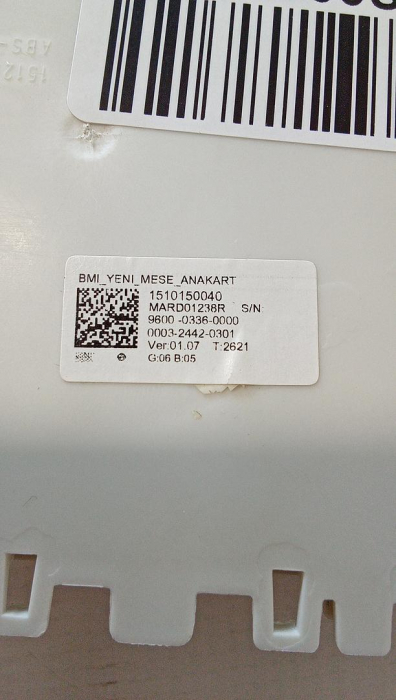 BMI_YENI_MESE_ANAKART
1510150040
MARD01238R S/N:
9600 -0336-0000
0003-2442-0301
Ver:01.07 T:2621
G:06 B:05